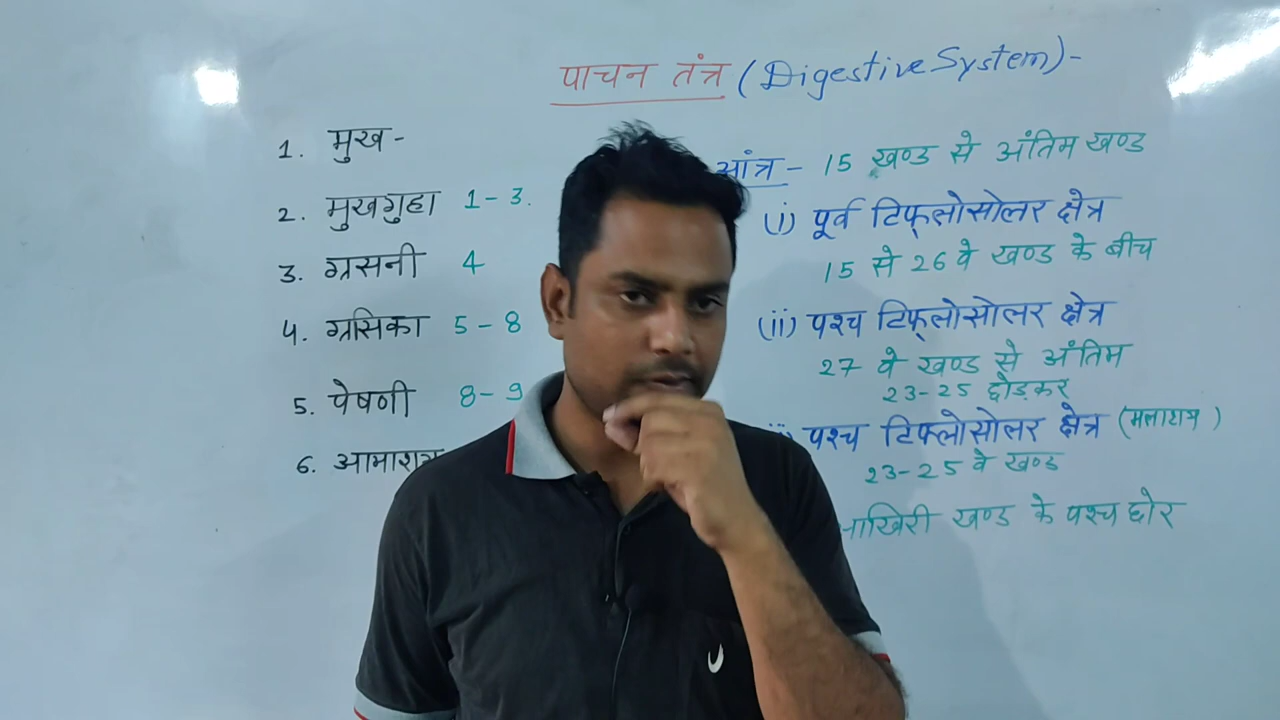 पाचन तंत्र (Digestive System)-
1. मुख-
2. मुखगुहा 1-3.
3. ग्रसनी 4
4. ग्रसिका 5-8
5. पेषणी 8-9
6. आमाशय
आंत्र- 15 खण्ड से अंतिम खण्ड
(i) पूर्व टिफ्लोसोलर क्षेत्र
15 से 26 वे खण्ड के बीच
(ii) पश्च टिफ्लोसोलर क्षेत्र
27 वे खण्ड से अंतिम
23-25 छोड़कर
पश्च टिफ्लोसोलर क्षेत्र (मलाशय)
23-25 वे खण्ड
खण्ड के पश्च छोर